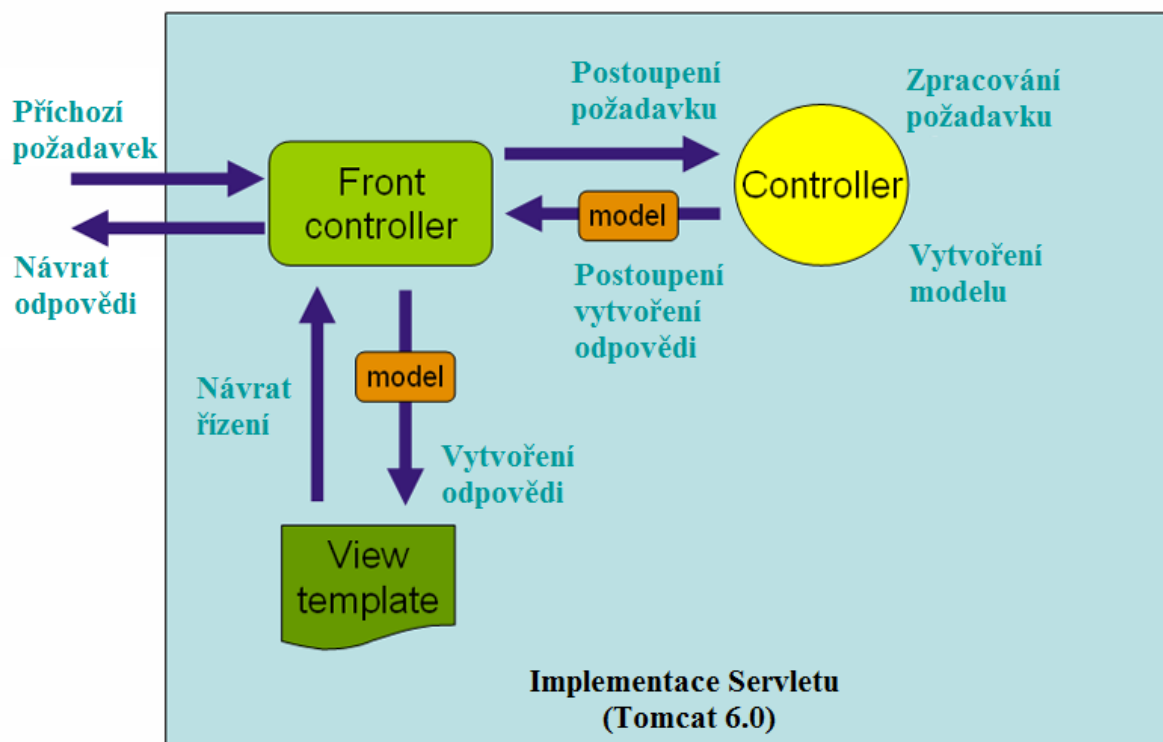 Příchozí
požadavek
Návrat
odpovědi
Front
controller
Postoupení
požadavku
model
Postoupení
vytvoření
odpovědi
Controller
Zpracování
požadavku
Vytvoření
modelu
Návrat
řízení
model
Vytvoření
odpovědi
View
template
Implementace Servletu
(Tomcat 6.0)